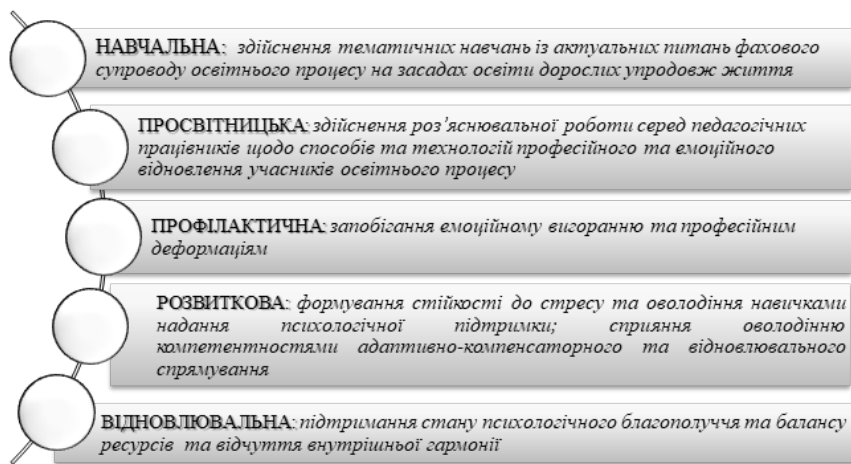 НАВЧАЛЬНА: здійснення тематичних навчань із актуальних питань фахового
супроводу освітнього процесу на засадах освіти дорослих упродовж життя
ПРОСВІТНИЦЬКА: здійснення роз’яснювальної роботи серед педагогічних
працівників щодо способів та технологій професійного та емоційного
відновлення учасників освітнього процесу
ПРОФІЛАКТИЧНА: запобігання емоційному вигоранню та професійним
деформаціям
РОЗВИТКОВА: формування стійкості до стресу та оволодіння навичками
надання психологічної підтримки; сприяння оволодінню
компетентностями адаптивно-компенсаторного та відновлювального
спрямування
ВІДНОВЛЮВАЛЬНА: підтримання стану психологічного благополуччя та балансу
ресурсів та відчуття внутрішньої гармонії